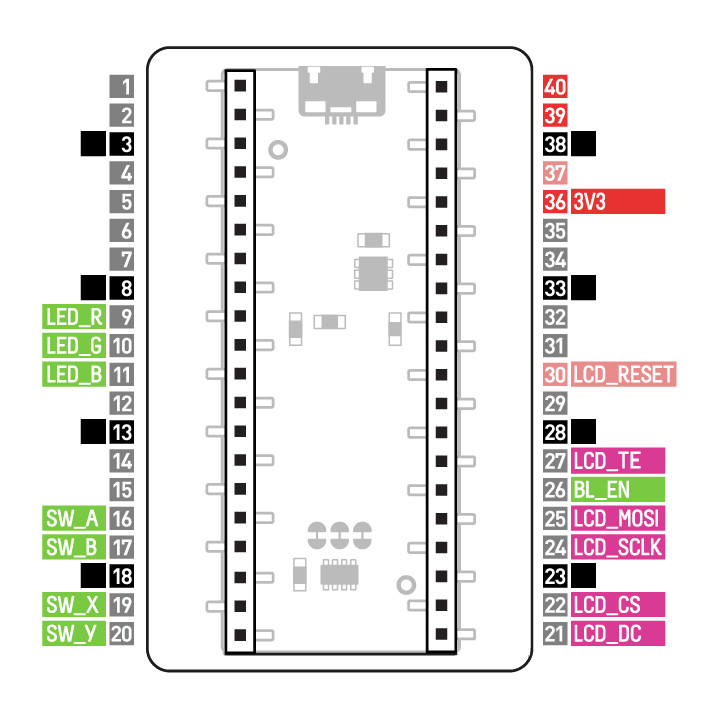 1 40
2 39
3 38
4 37
5 36 3V3
6 35
7 34
8 33
LED_R 9 32
LED_G 10 31
LED_B 11 30 LCD_RESET
12 29
13 28
14 27 LCD_TE
15 26 BL_EN
SW_A 16 25 LCD_MOSI
SW_B 17 24 LCD_SCLK
18 23
SW_X 19 22 LCD_CS
SW_Y 20 21 LCD_DC